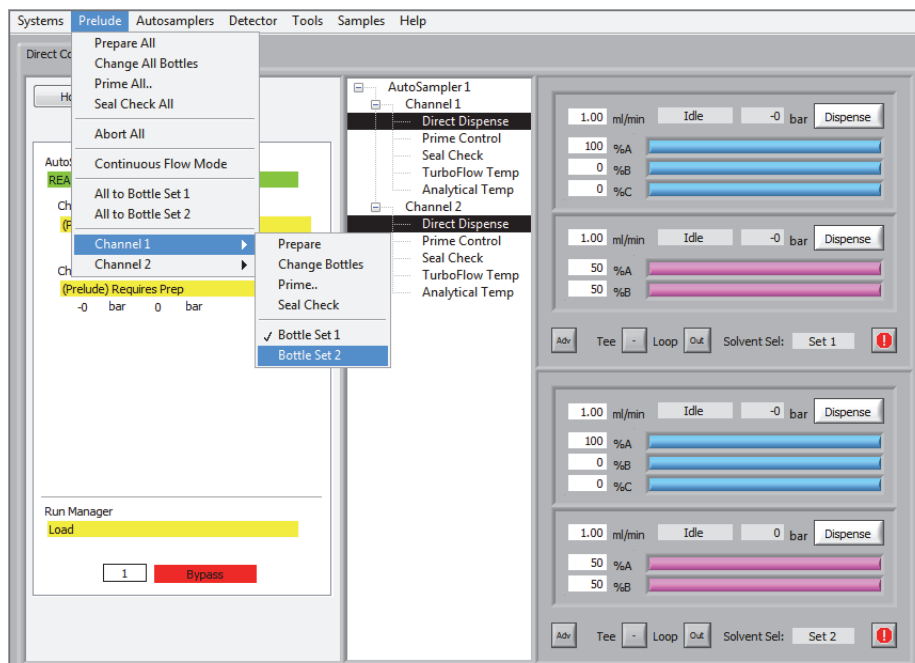 Systems Prelude Autosamplers Detector Tools Samples Help
Prepare All
Change All Bottles
Prime All..
Seal Check All
Abort All
Continuous Flow Mode
All to Bottle Set 1
All to Bottle Set 2
Channel 1
Channel 2
Prepare
Change Bottles
Prime..
Seal Check
✓ Bottle Set 1
Bottle Set 2
Direct Co
Ho
Auto
REA
Ch
(P
Ch
(Prelude) Requires Prep
-0 bar 0 bar
Run Manager
Load
1 Bypass
AutoSampler1
Channel 1
Direct Dispense
Prime Control
Seal Check
TurboFlow Temp
Analytical Temp
Channel 2
Direct Dispense
Prime Control
Seal Check
TurboFlow Temp
Analytical Temp
1.00 ml/min Idle -0 bar Dispense
100 %A
0 %B
0 %C
1.00 ml/min Idle -0 bar Dispense
50 %A
50 %B
Adv Tee - Loop Out Solvent Sel: Set 1 !
1.00 ml/min Idle -0 bar Dispense
100 %A
0 %B
0 %C
1.00 ml/min Idle 0 bar Dispense
50 %A
50 %B
Adv Tee - Loop Out Solvent Sel: Set 2 !